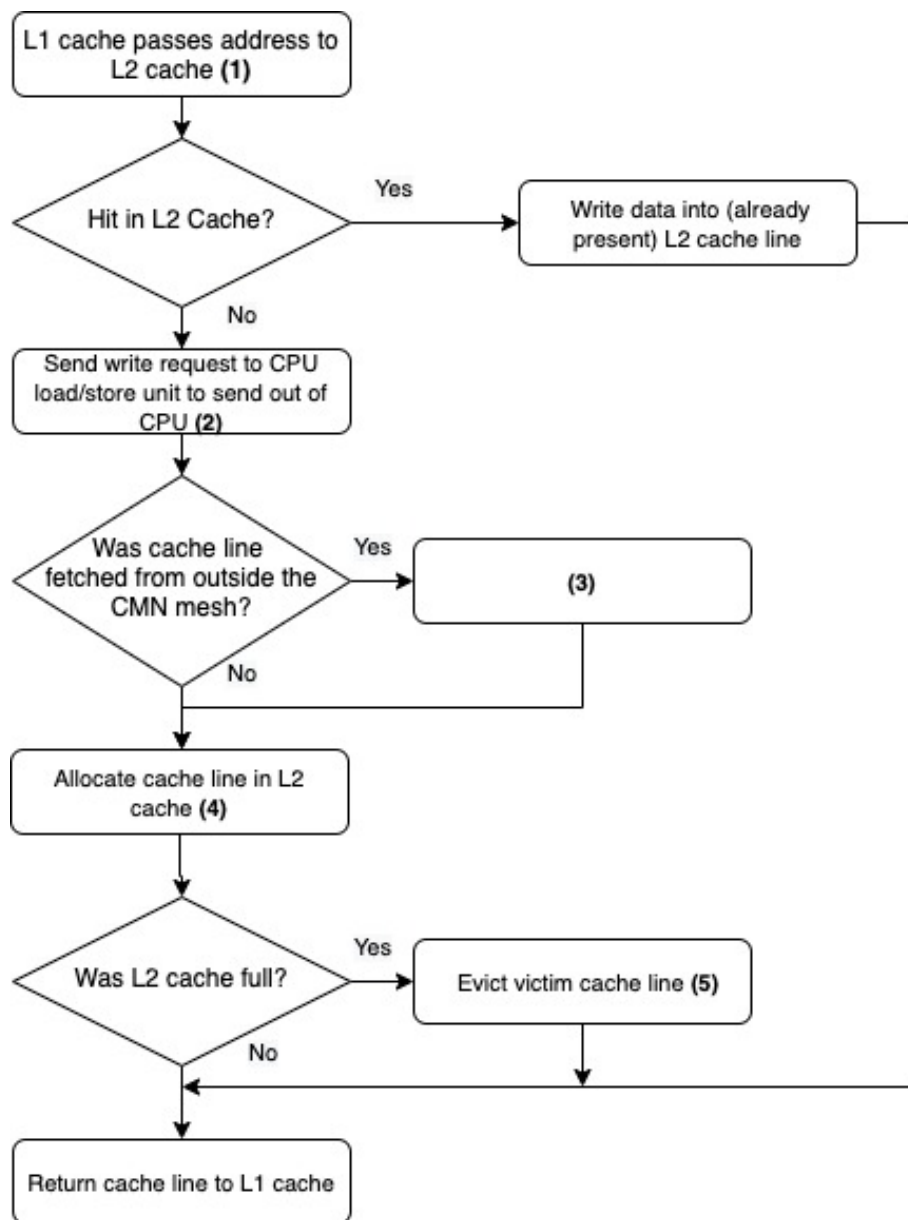 L1 cache passes address to
L2 cache (1)
Hit in L2 Cache?
Yes
Write data into (already
present) L2 cache line
No
Send write request to CPU
load/store unit to send out of
CPU (2)
Was cache line
fetched from outside the
CMN mesh?
Yes
(3)
No
Allocate cache line in L2
cache (4)
Was L2 cache full?
Yes
Evict victim cache line (5)
No
Return cache line to L1 cache